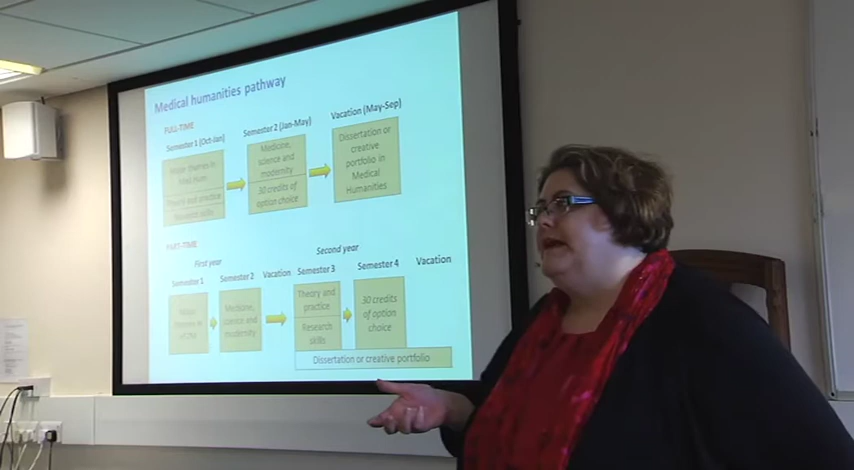 Medical humanities pathway
FULL-TIME
Semester 1 (Oct-Jan)
Semester 2 (Jan-May)
Vacation (May-Sep)
Theory and practice
Research skills
Medicine,
science and
modernity
30 credits of
option choice
Dissertation or
creative
portfolio in
Medical
Humanities
PART-TIME
First year
Second year
Semester 1
Semester 2
Vacation
Semester 3
Semester 4
Vacation
Medicine,
science and
modernity
Theory and
practice
Research
skills
30 credits
of option
choice
Dissertation or creative portfolio